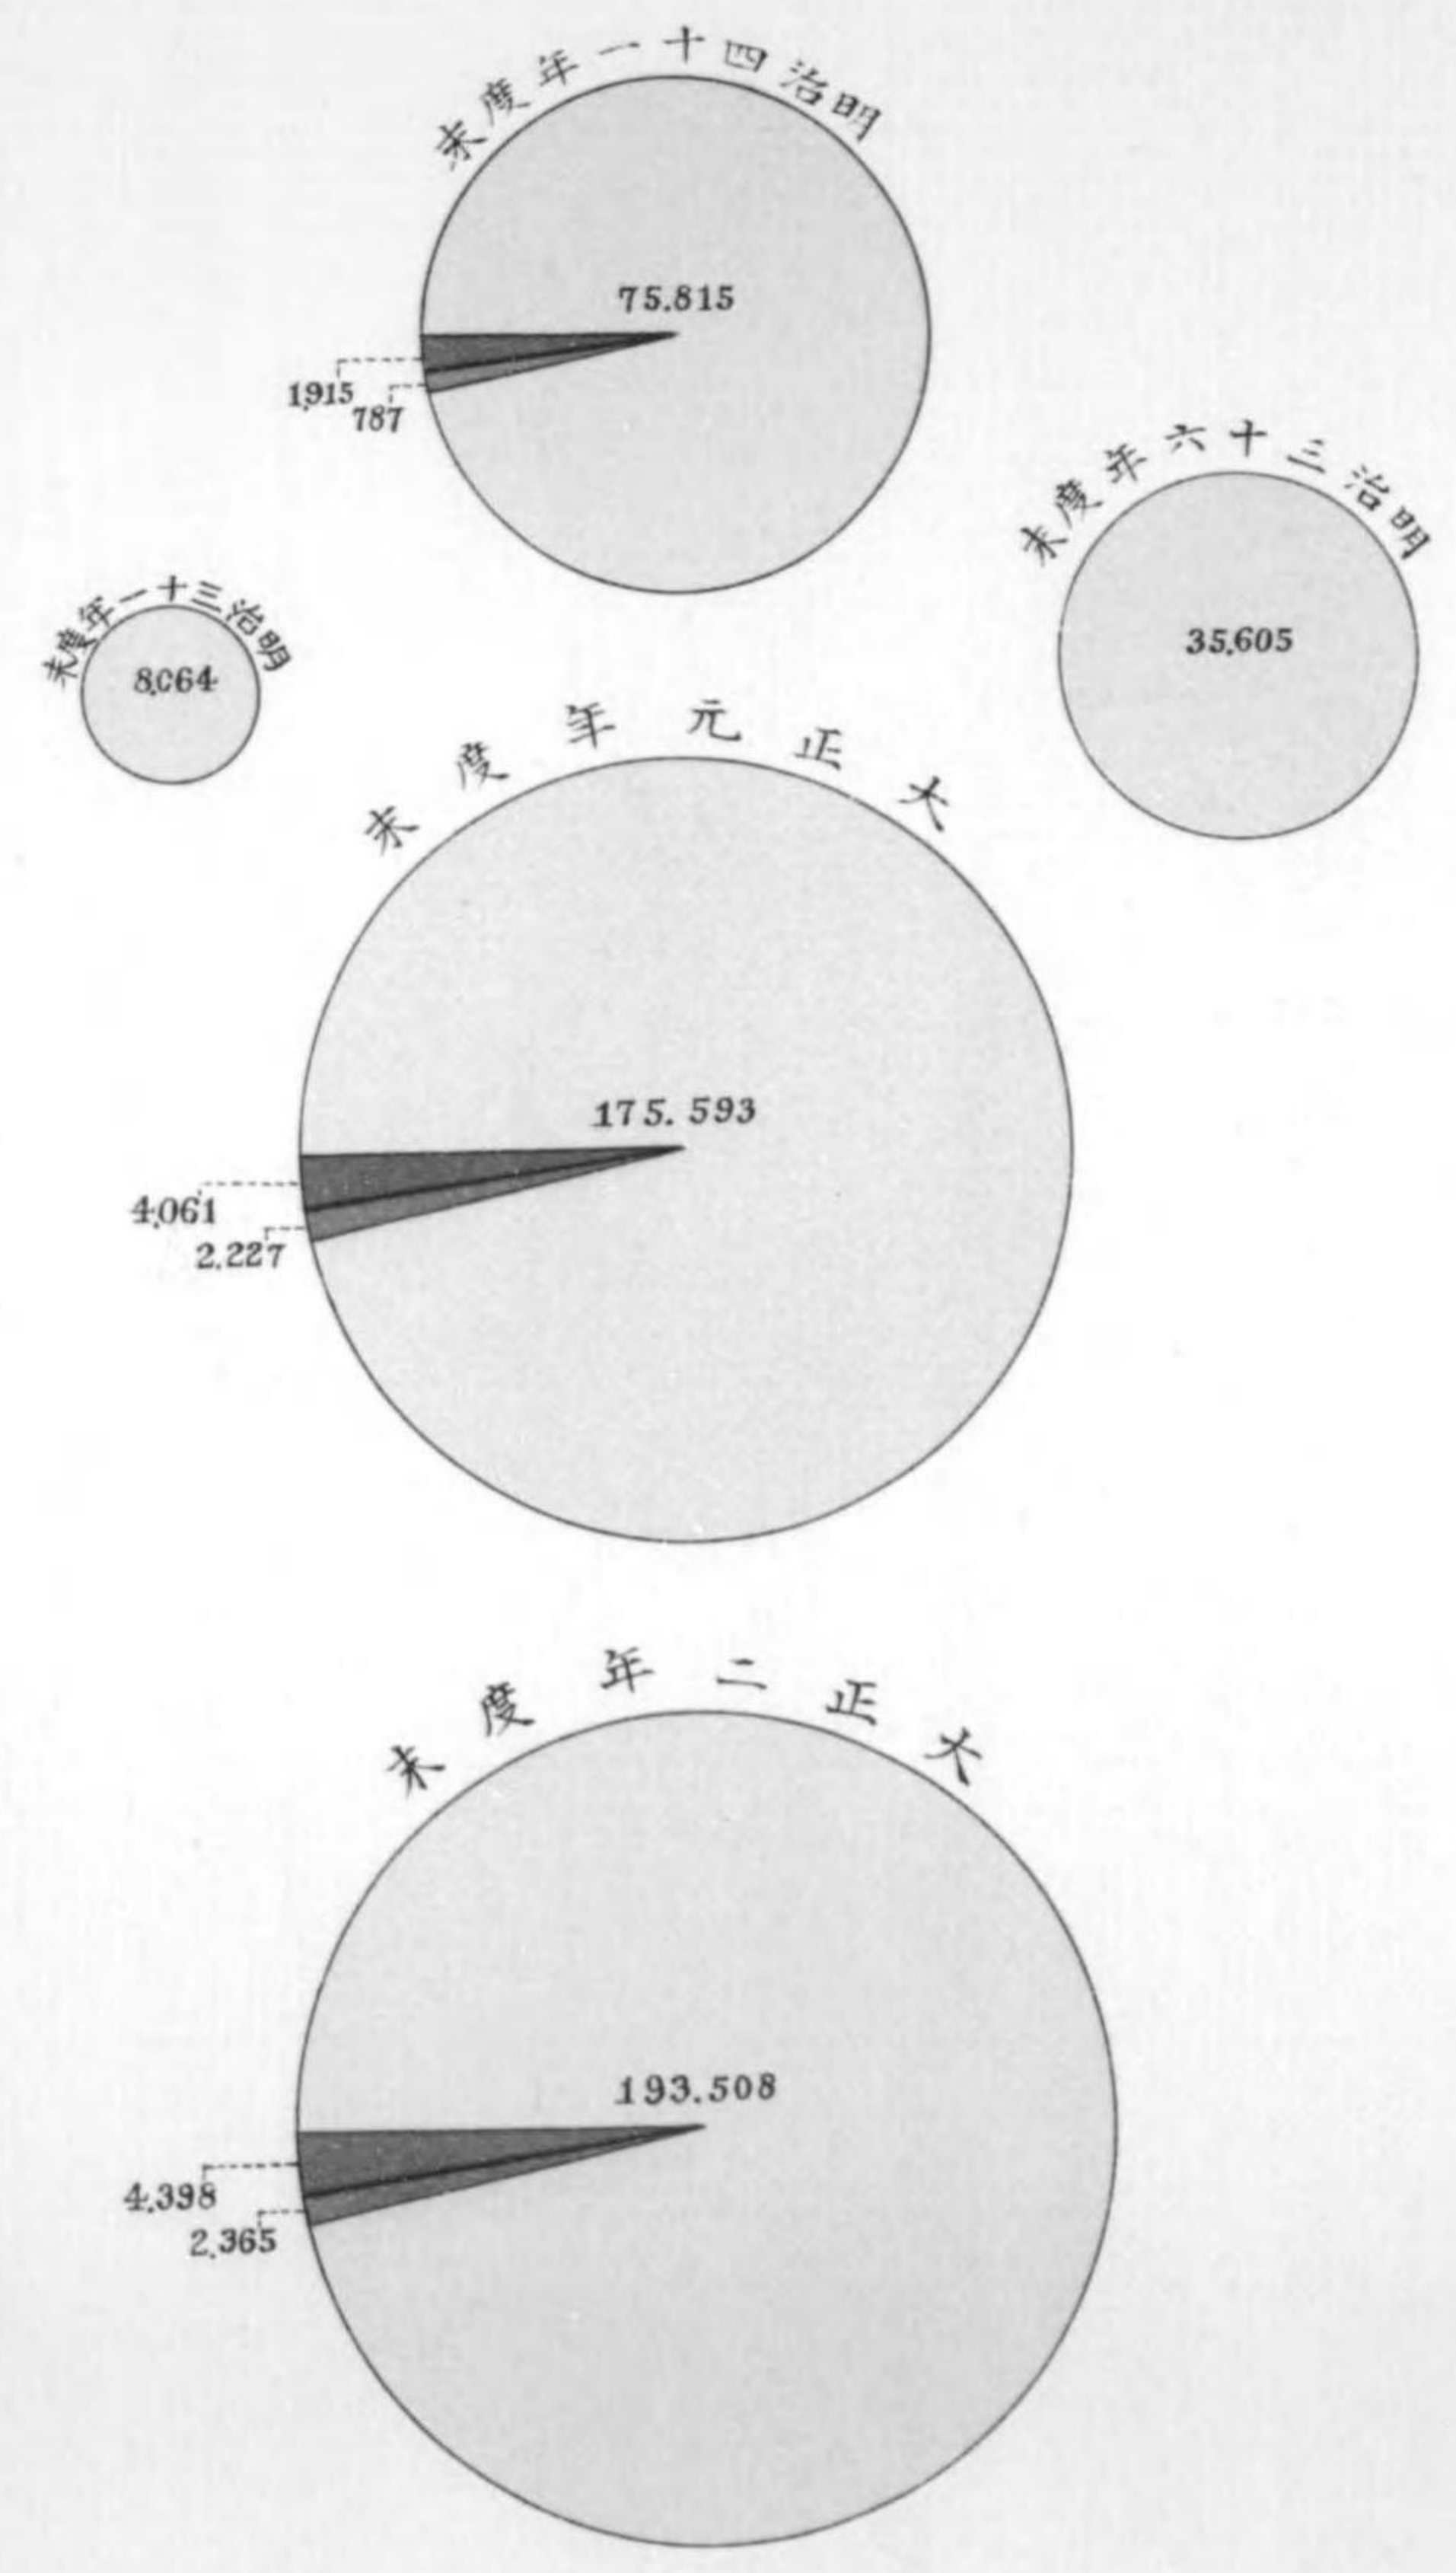 明治四十一年度末
75.815
1,915
787
明治三十六年度末
35,605
明治三十一年度末
8,064
大正元年度末
175.593
4,061
2.227
大正二年度末
193.508
4,398
2,365